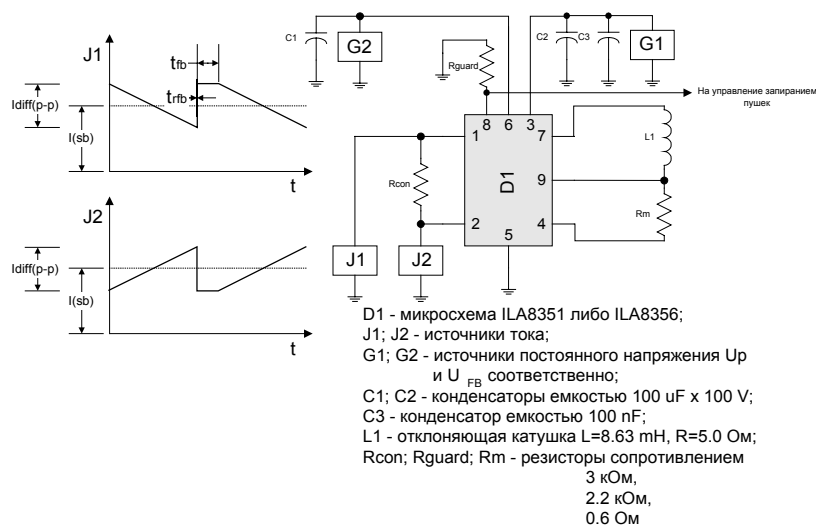 J1
tfb
trfb
Idiff(p-p)
I(sb)
t
J2
Idiff(p-p)
I(sb)
t
C1
G2
Rguard
C2
C3
G1
На управление запиранием
пушек
8
6
3
1
7
L1
Rcon
D1
9
Rm
2
4
5
J1
J2
D1 - микросхема ILA8351 либо ILA8356;
J1; J2 - источники тока;
G1; G2 - источники постоянного напряжения Up
и U FB соответственно;
C1; C2 - конденсаторы емкостью 100 uF x 100 V;
C3 - конденсатор емкостью 100 nF;
L1 - отклоняющая катушка L=8.63 mH, R=5.0 Ом;
Rcon; Rguard; Rm - резисторы сопротивлением
3 кОм,
2.2 кОм,
0.6 Ом